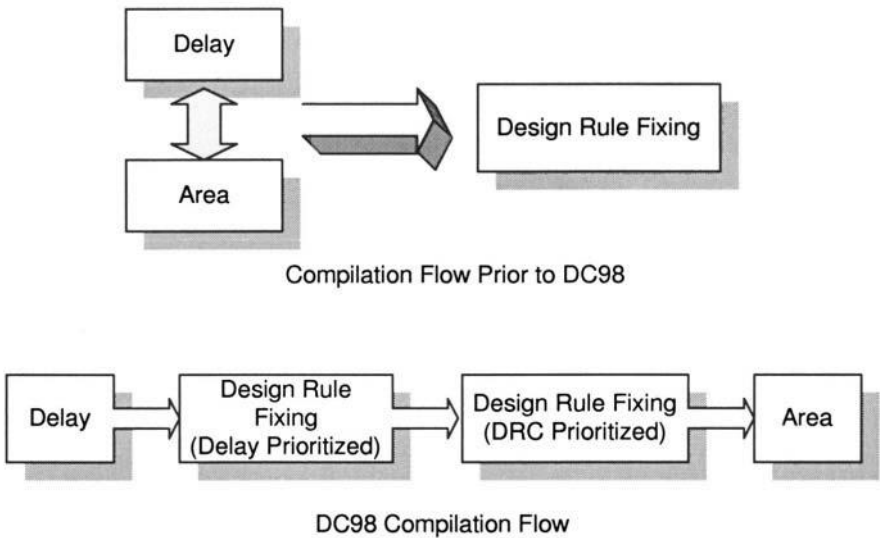 Delay
Design Rule Fixing
Area
Compilation Flow Prior to DC98
Delay
Design Rule
Fixing
(Delay Prioritized)
Design Rule Fixing
(DRC Prioritized)
Area
DC98 Compilation Flow